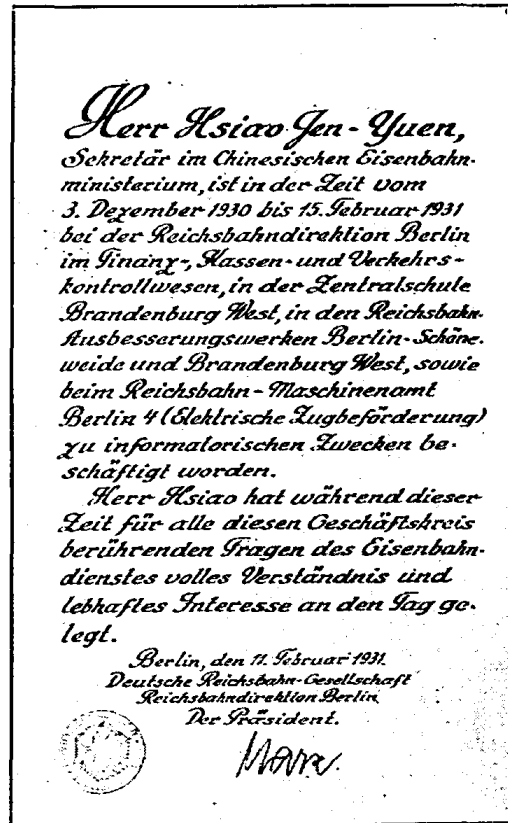 Herr Hsiao Jen-Yuen,
Sekretär im Chinesischen Eisenbahn-
ministerium, ist in der Zeit vom
3. Dezember 1930 bis 15. Februar 1931
bei der Reichsbahndirektion Berlin
im Finanz-, Kassen- und Verkehrs-
kontrollwesen, in der Zentralschule
Brandenburg West, in den Reichsbahn-
Ausbesserungswerken Berlin-Schöne-
weide und Brandenburg West, sowie
beim Reichsbahn-Maschinenamt
Berlin 4 (Elektrische Zugbeförderung)
zu informatorischen Zwecken be-
schäftigt worden.
Herr Hsiao hat während dieser
Zeit für alle diesen Geschäftskreis
berührenden Fragen des Eisenbahn-
dienstes volles Verständnis und
lebhaftes Interesse an den Tag ge-
legt.
Berlin, den 11. Februar 1931.
Deutsche Reichsbahn-Gesellschaft
Reichsbahndirektion Berlin
Der Präsident.